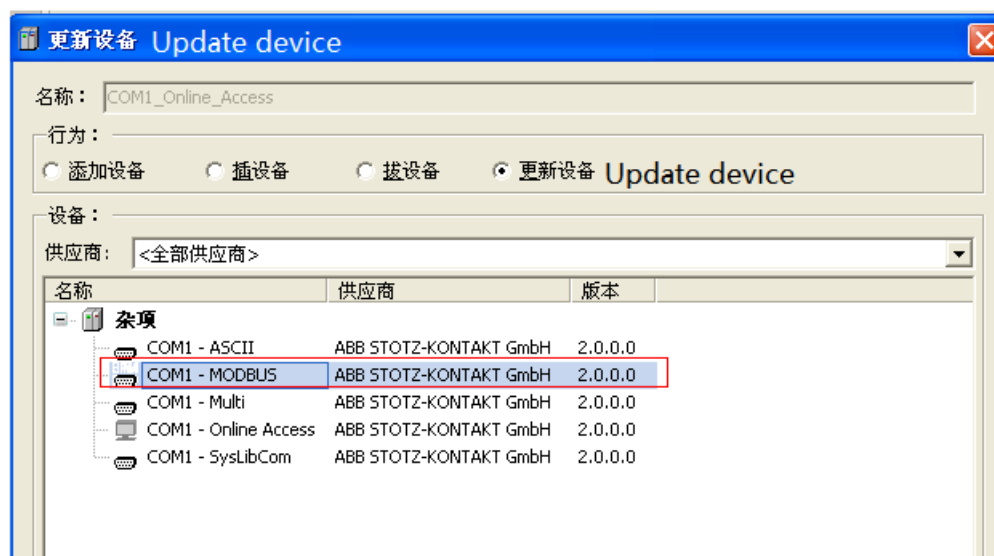 更新设备 Update device
名称： COM1_Online_Access
行为：
添加设备 插设备 拔设备 更新设备 Update device
设备：
供应商: <全部供应商>
名称 供应商 版本
杂项
COM1 - ASCII ABB STOTZ-KONTAKT GmbH 2.0.0.0
COM1 - MODBUS ABB STOTZ-KONTAKT GmbH 2.0.0.0
COM1 - Multi ABB STOTZ-KONTAKT GmbH 2.0.0.0
COM1 - Online Access ABB STOTZ-KONTAKT GmbH 2.0.0.0
COM1 - SysLibCom ABB STOTZ-KONTAKT GmbH 2.0.0.0